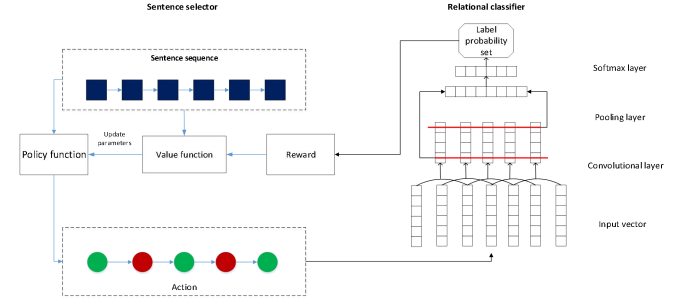 Sentence selector
Relational classifier
Label
probability
set
Sentence sequence
Softmax layer
Pooling layer
Update
parameters
Policy function
Value function
Reward
Convolutional layer
Input vector
Action